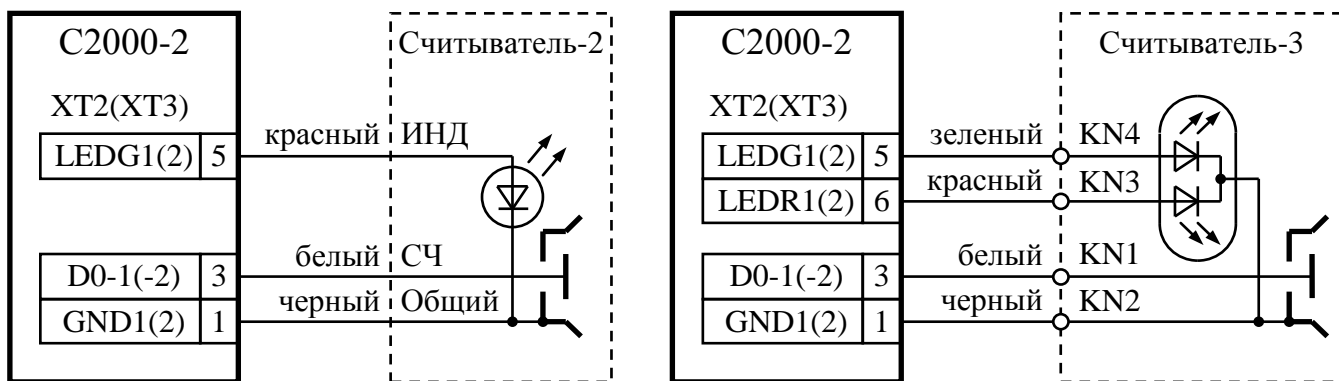 С2000-2
Считыватель-2
XT2(XT3)
красный ИНД
LEDG1(2) 5
белый СЧ
D0-1(-2) 3
черный Общий
GND1(2) 1
С2000-2
Считыватель-3
XT2(XT3)
зеленый KN4
LEDG1(2) 5
красный KN3
LEDR1(2) 6
белый KN1
D0-1(-2) 3
черный KN2
GND1(2) 1